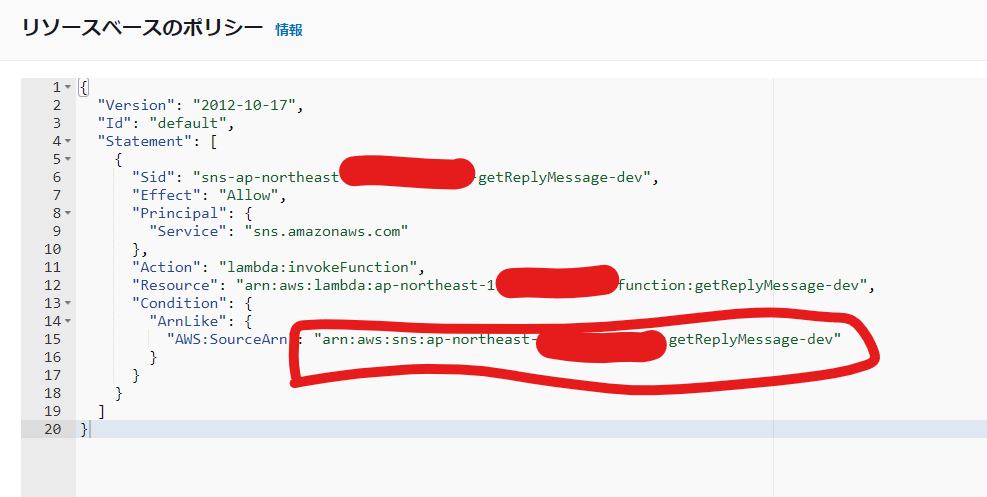 リソースベースのポリシー 情報
1 {
2 "Version": "2012-10-17",
3 "Id": "default",
4 "Statement": [
5 {
6 "Sid": "sns-ap-northeast getReplyMessage-dev",
7 "Effect": "Allow",
8 "Principal": {
9 "Service": "sns.amazonaws.com"
10 },
11 "Action": "lambda:invokeFunction",
12 "Resource": "arn:aws:lambda:ap-northeast-1 function:getReplyMessage-dev",
13 "Condition": {
14 "ArnLike": {
15 "AWS:SourceArn": "arn:aws:sns:ap-northeast- getReplyMessage-dev"
16 }
17 }
18 }
19 ]
20 }